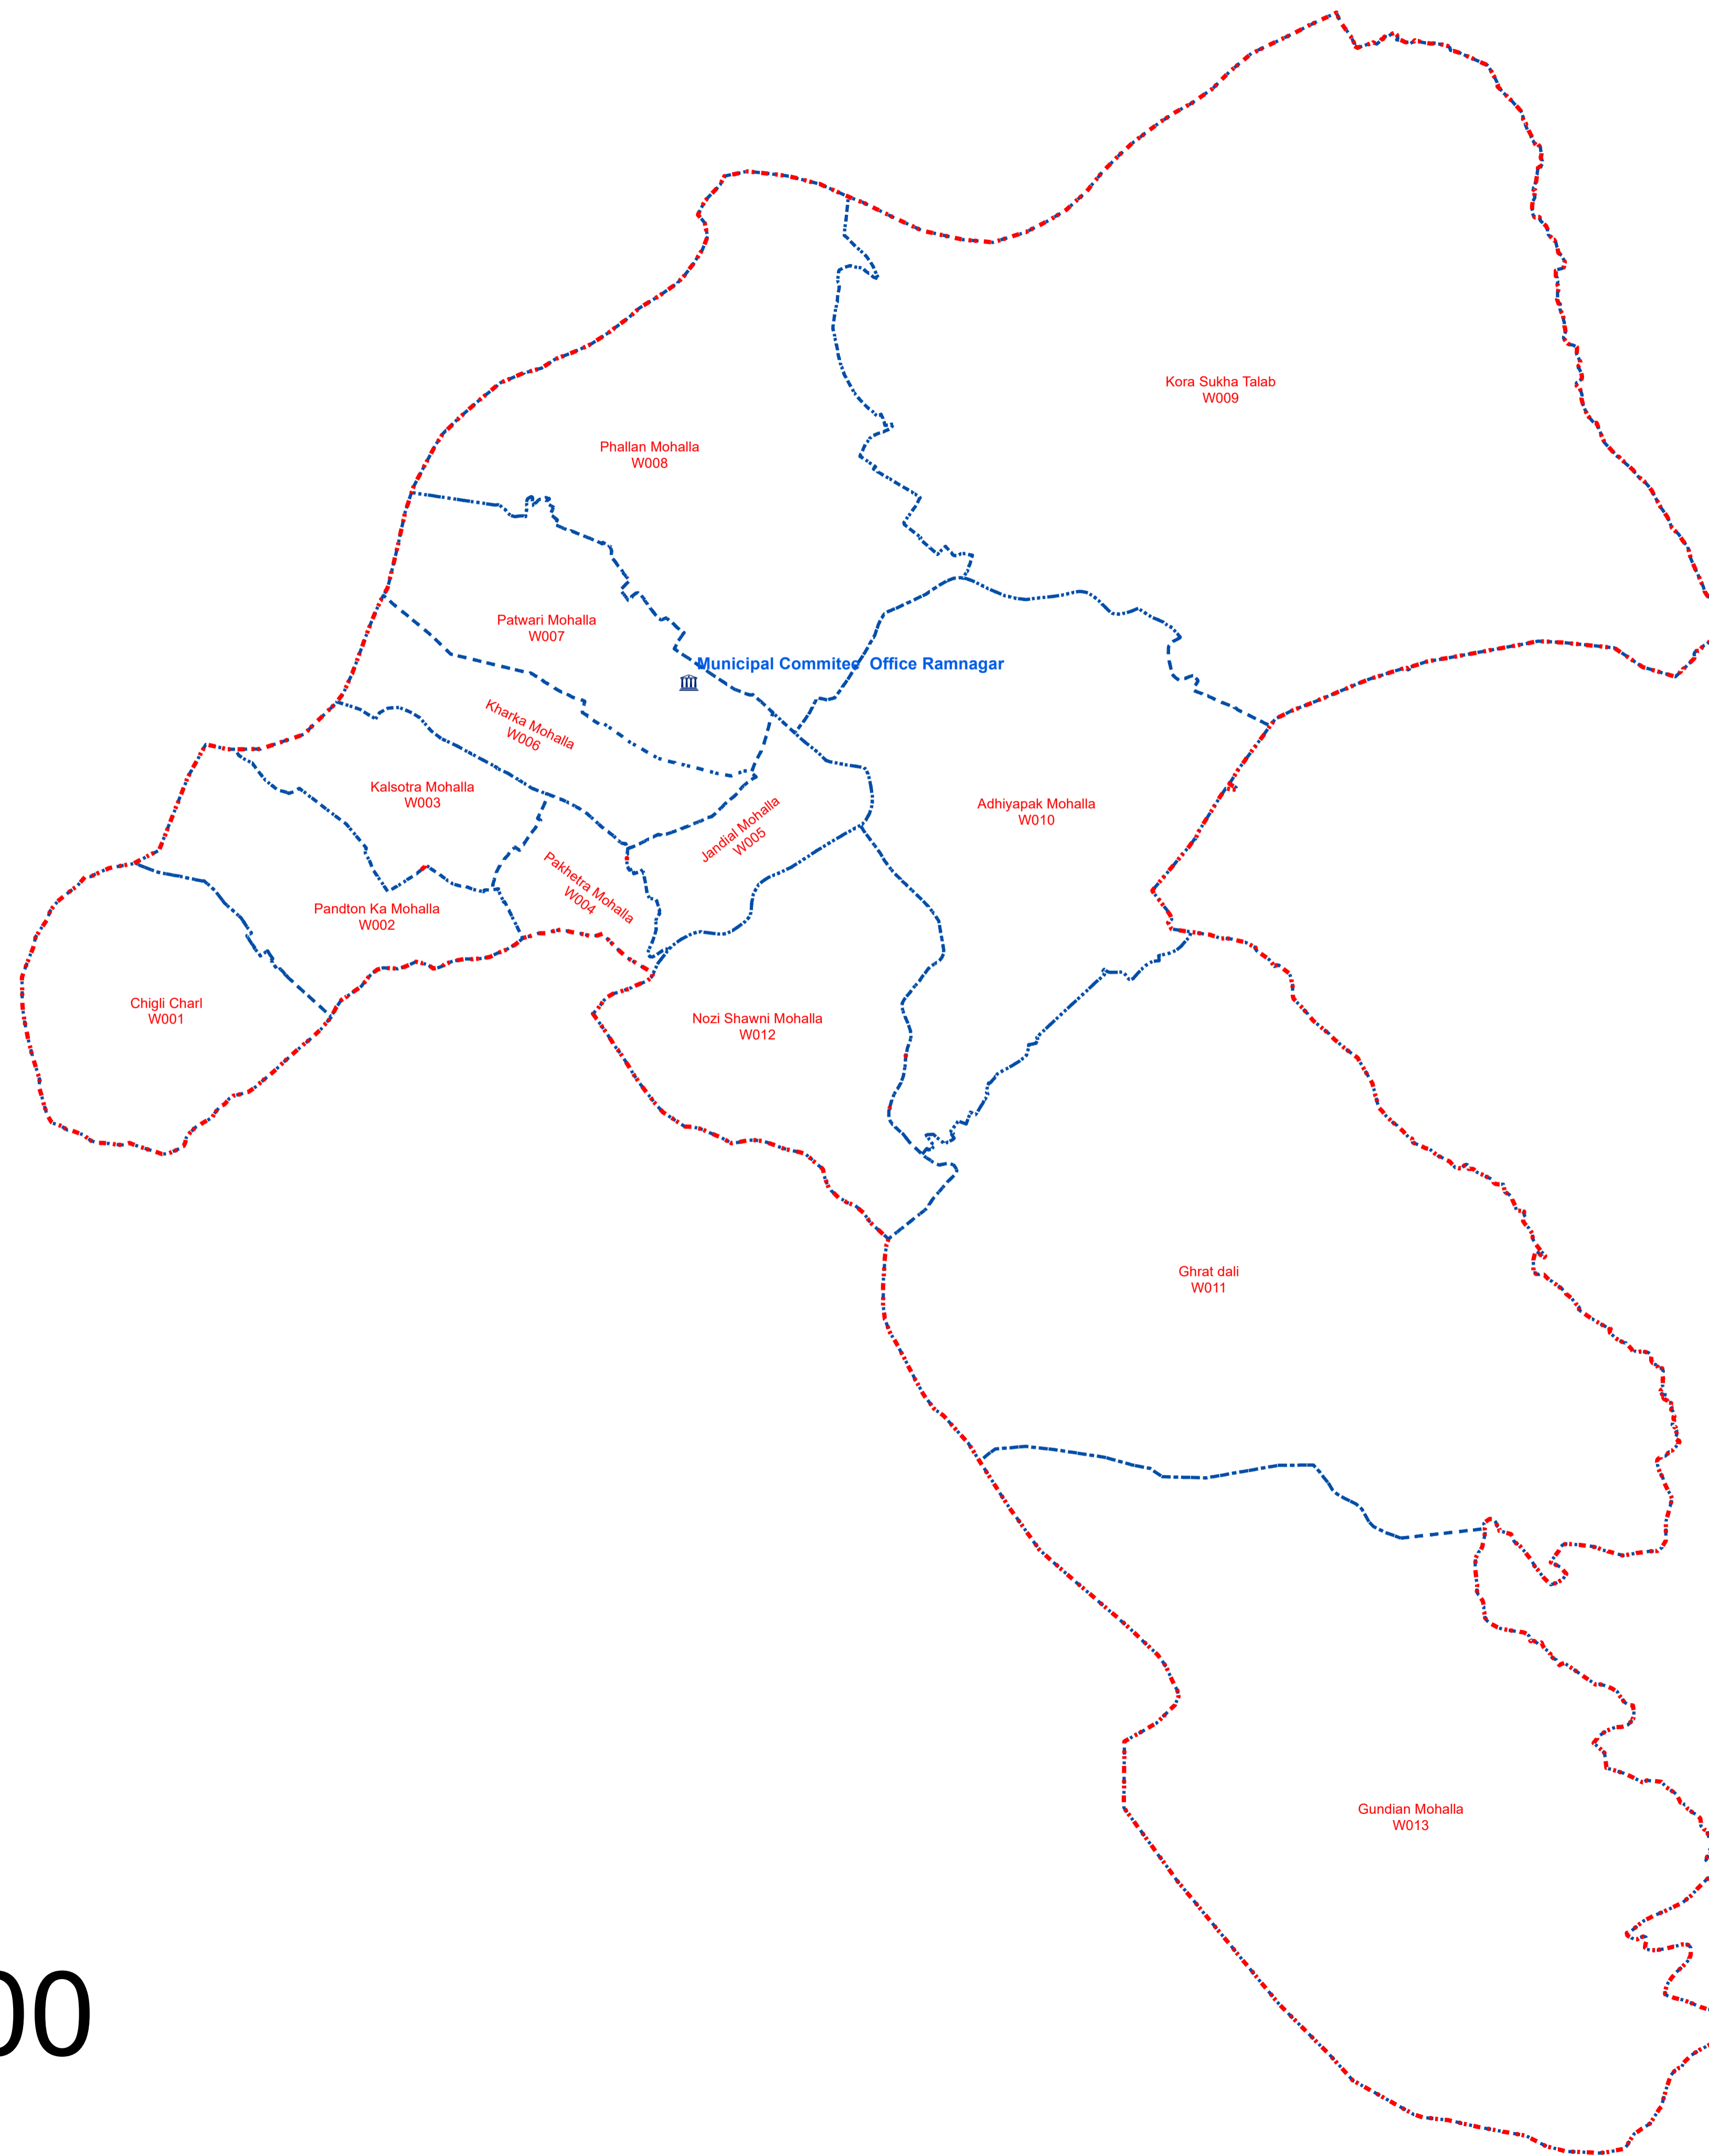 Kora Sukha Talab
W009
Phallan Mohalla
W008
Patwari Mohalla
W007
Municipal Commitee Office Ramnagar
Kharka Mohalla
W006
Kalsotra Mohalla
W003
Jandial Mohalla
W005
Adhiyapak Mohalla
W010
Pakhetra Mohalla
W004
Pandton Ka Mohalla
W002
Chigli Charl
W001
Nozi Shawni Mohalla
W012
Ghrat dali
W011
Gundian Mohalla
W013
00